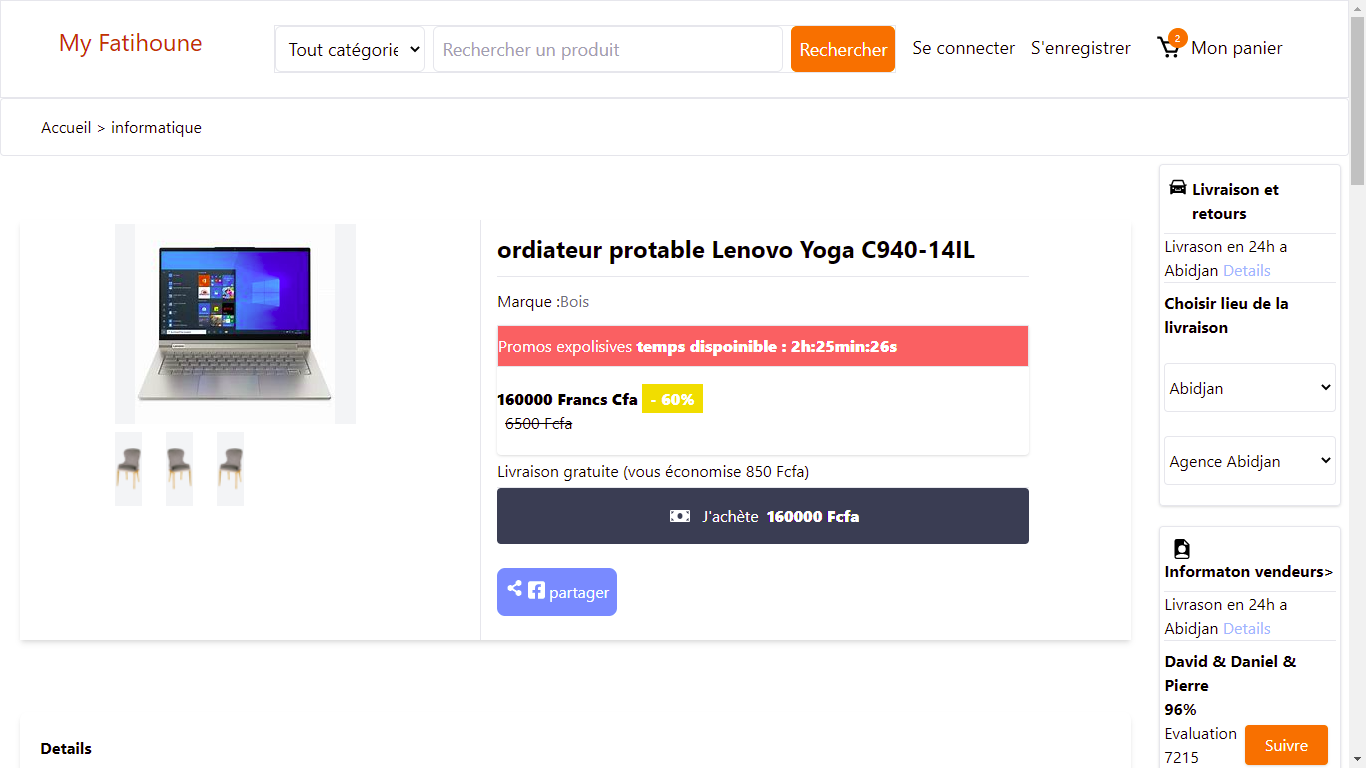 My Fatihoune
Tout catégorie
Rechercher un produit
Rechercher
Se connecter
S'enregistrer
2
Mon panier
Accueil > informatique
ordiateur protable Lenovo Yoga C940-14IL
Marque :Bois
Promos expolisives temps dispoinible : 2h:25min:26s
160000 Francs Cfa - 60%
6500 Fcfa
Livraison gratuite (vous économise 850 Fcfa)
J'achète 160000 Fcfa
partager
Details
Livraison et
retours
Livrason en 24h a
Abidjan Details
Choisir lieu de la
livraison
Abidjan
Agence Abidjan
Informaton vendeurs>
Livrason en 24h a
Abidjan Details
David & Daniel &
Pierre
96%
Evaluation
7215
Suivre